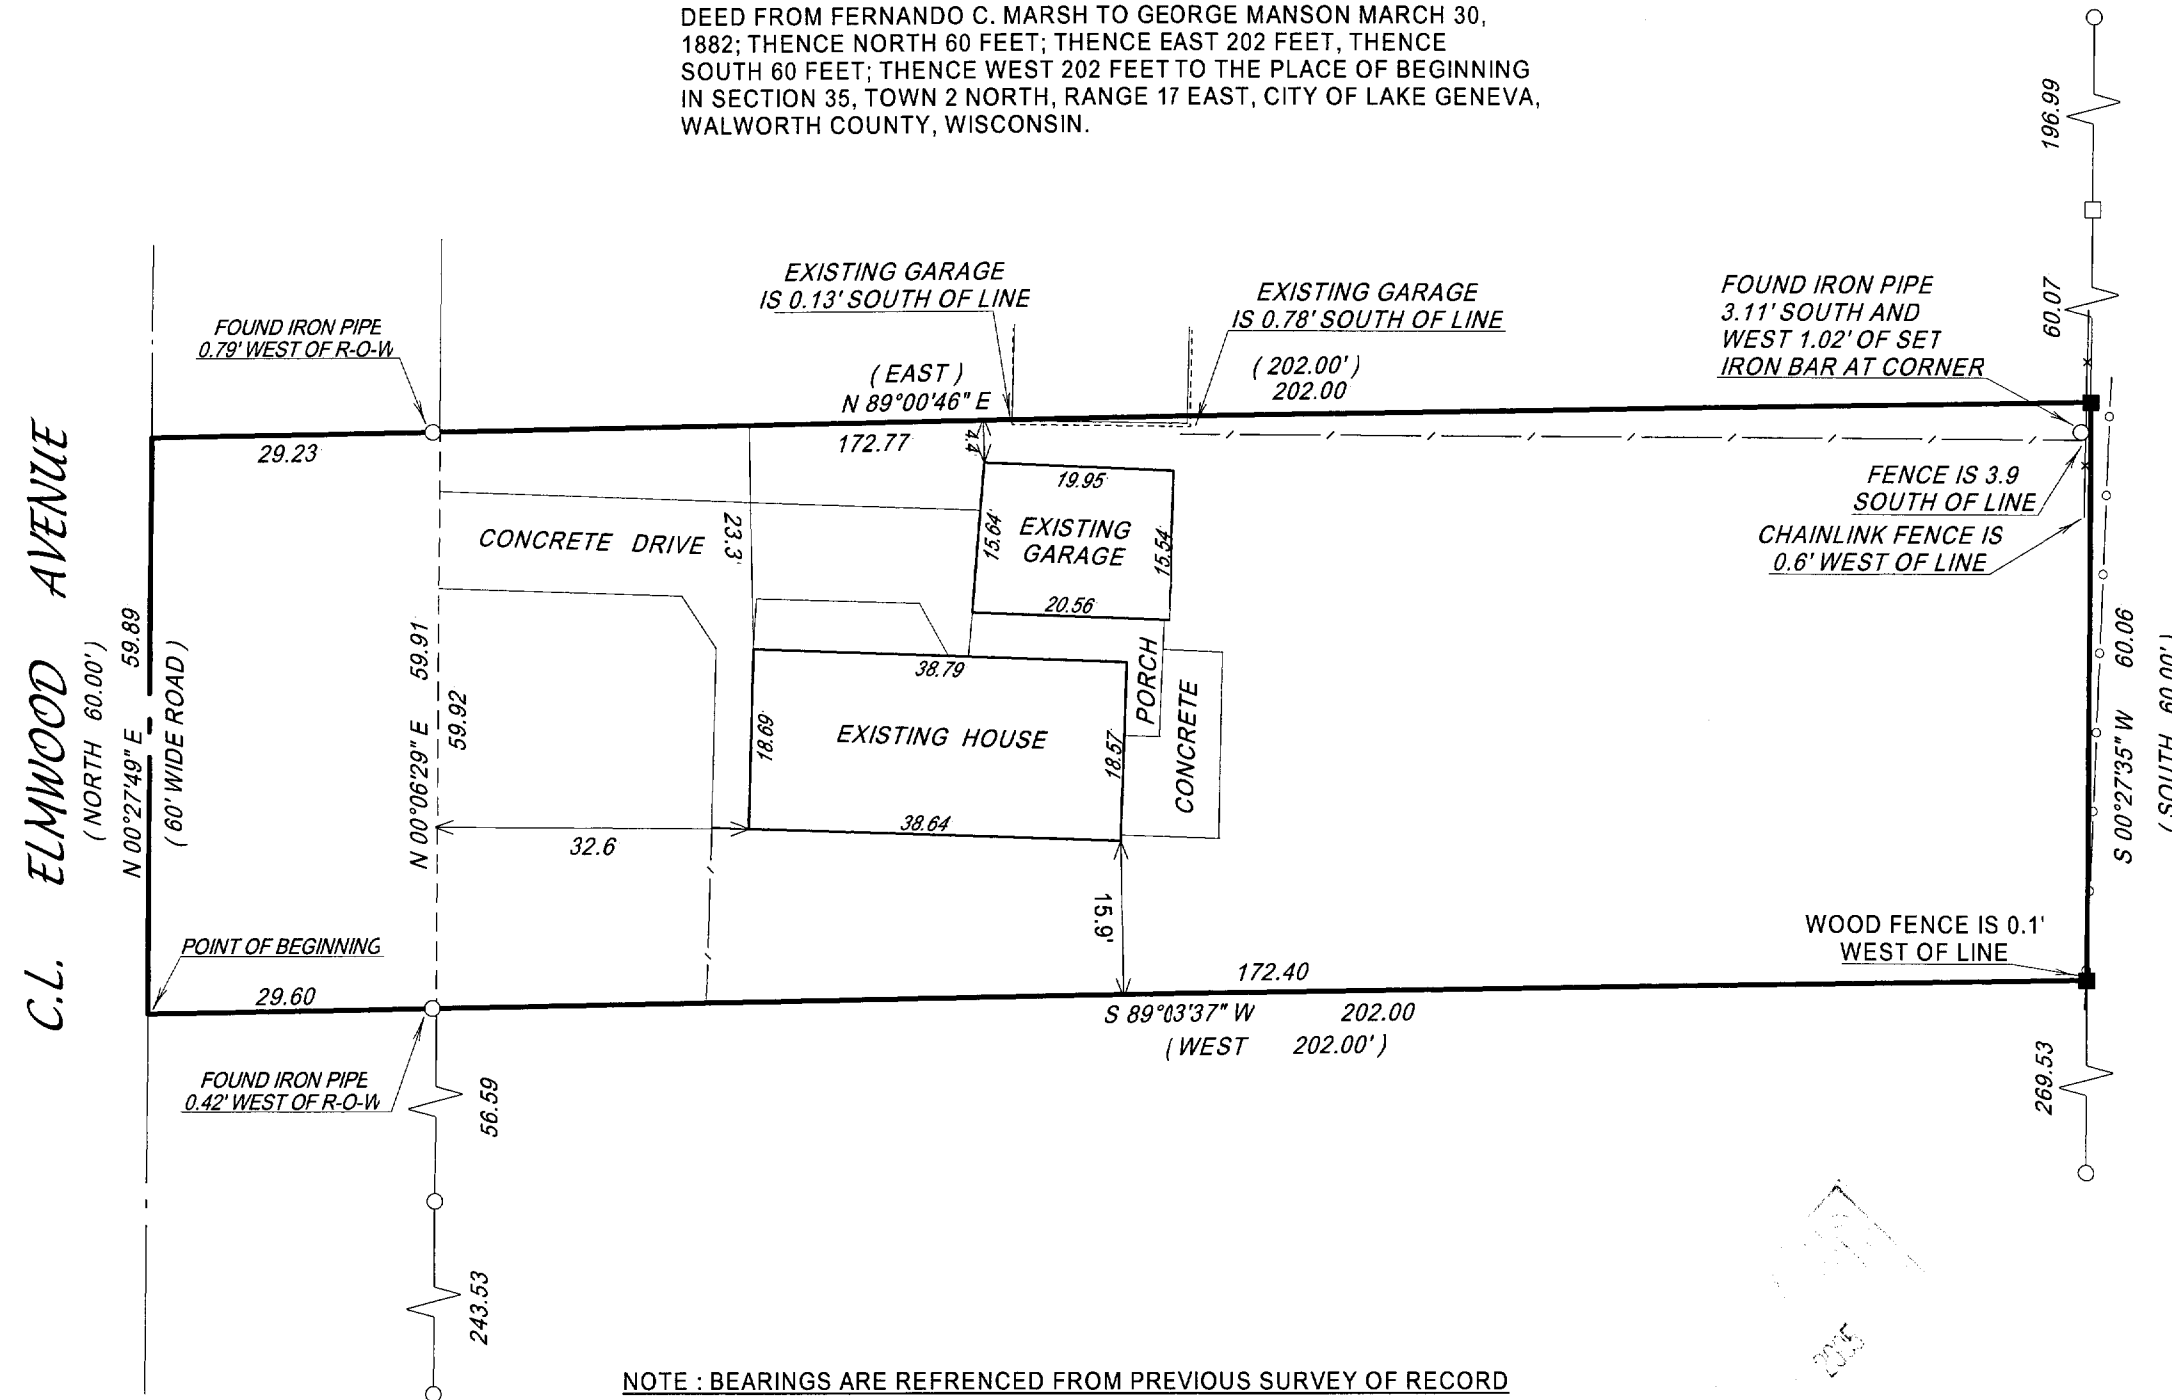 DEED FROM FERNANDO C. MARSH TO GEORGE MANSON MARCH 30,
1882; THENCE NORTH 60 FEET; THENCE EAST 202 FEET, THENCE
SOUTH 60 FEET; THENCE WEST 202 FEET TO THE PLACE OF BEGINNING
IN SECTION 35, TOWN 2 NORTH, RANGE 17 EAST, CITY OF LAKE GENEVA,
WALWORTH COUNTY, WISCONSIN.
196.99
60.07
EXISTING GARAGE
IS 0.13' SOUTH OF LINE
EXISTING GARAGE
IS 0.78' SOUTH OF LINE
FOUND IRON PIPE
3.11' SOUTH AND
WEST 1.02' OF SET
IRON BAR AT CORNER
FOUND IRON PIPE
0.79' WEST OF R-O-W
(EAST)
N 89°00'46" E
(202.00')
202.00
29.23
172.77
4.4'
C.L. ELMWOOD AVENUE
(NORTH 60.00')
N 00°27'49" E 59.89
(60' WIDE ROAD)
N 00°06'29" E 59.91
59.92
CONCRETE DRIVE
23.3'
19.95
15.64'
EXISTING
GARAGE
15.54
20.56
FENCE IS 3.9
SOUTH OF LINE
CHAINLINK FENCE IS
0.6' WEST OF LINE
38.79
18.69
EXISTING HOUSE
18.57
38.64
PORCH
CONCRETE
32.6
15.9'
S 00°27'35" W 60.06
(SOUTH 60.00')
WOOD FENCE IS 0.1'
WEST OF LINE
POINT OF BEGINNING
29.60
172.40
S 89°03'37" W 202.00
(WEST 202.00')
FOUND IRON PIPE
0.42' WEST OF R-O-W
56.59
269.53
243.53
NOTE : BEARINGS ARE REFRENCED FROM PREVIOUS SURVEY OF RECORD